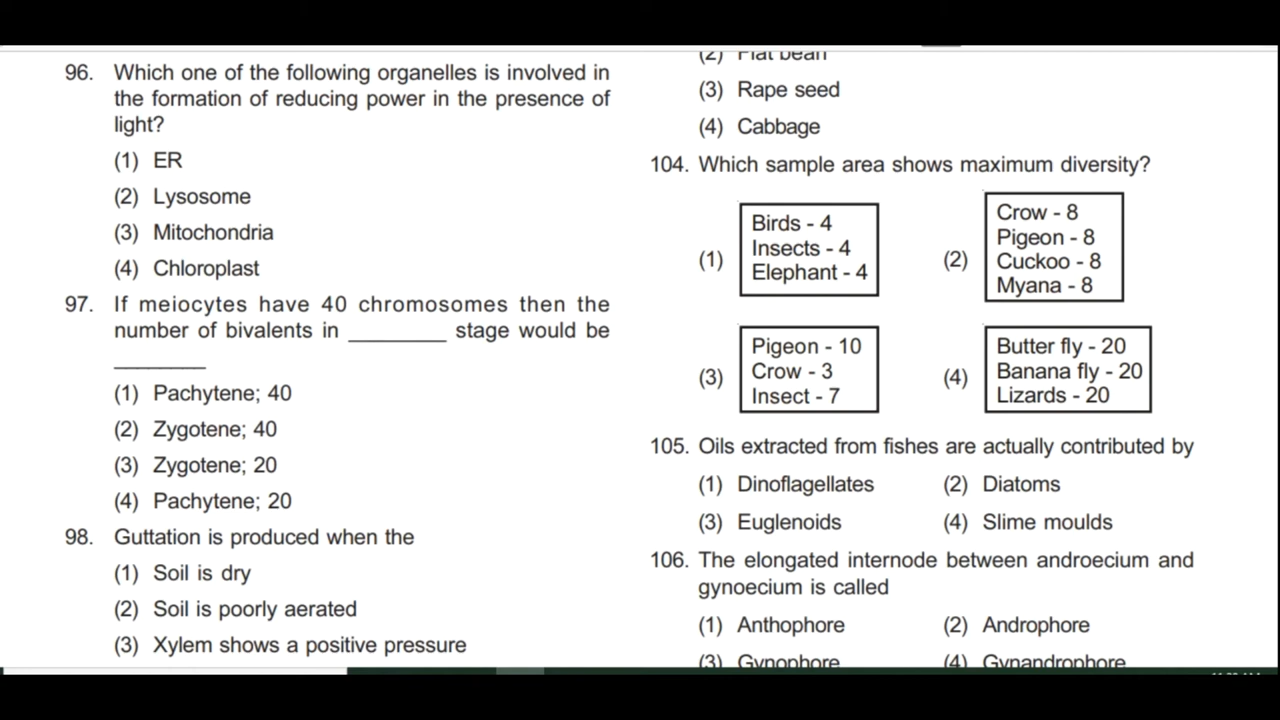 96. Which one of the following organelles is involved in
the formation of reducing power in the presence of
light?
(1) ER
(2) Lysosome
(3) Mitochondria
(4) Chloroplast
97. If meiocytes have 40 chromosomes then the
number of bivalents in ________ stage would be
________
(1) Pachytene; 40
(2) Zygotene; 40
(3) Zygotene; 20
(4) Pachytene; 20
98. Guttation is produced when the
(1) Soil is dry
(2) Soil is poorly aerated
(3) Xylem shows a positive pressure
(2) Flat bean
(3) Rape seed
(4) Cabbage
104. Which sample area shows maximum diversity?
(1)
Birds - 4
Insects - 4
Elephant - 4
(2)
Crow - 8
Pigeon - 8
Cuckoo - 8
Myana - 8
(3)
Pigeon - 10
Crow - 3
Insect - 7
(4)
Butter fly - 20
Banana fly - 20
Lizards - 20
105. Oils extracted from fishes are actually contributed by
(1) Dinoflagellates (2) Diatoms
(3) Euglenoids (4) Slime moulds
106. The elongated internode between androecium and
gynoecium is called
(1) Anthophore (2) Androphore
(3) Gynophore (4) Gynandrophore